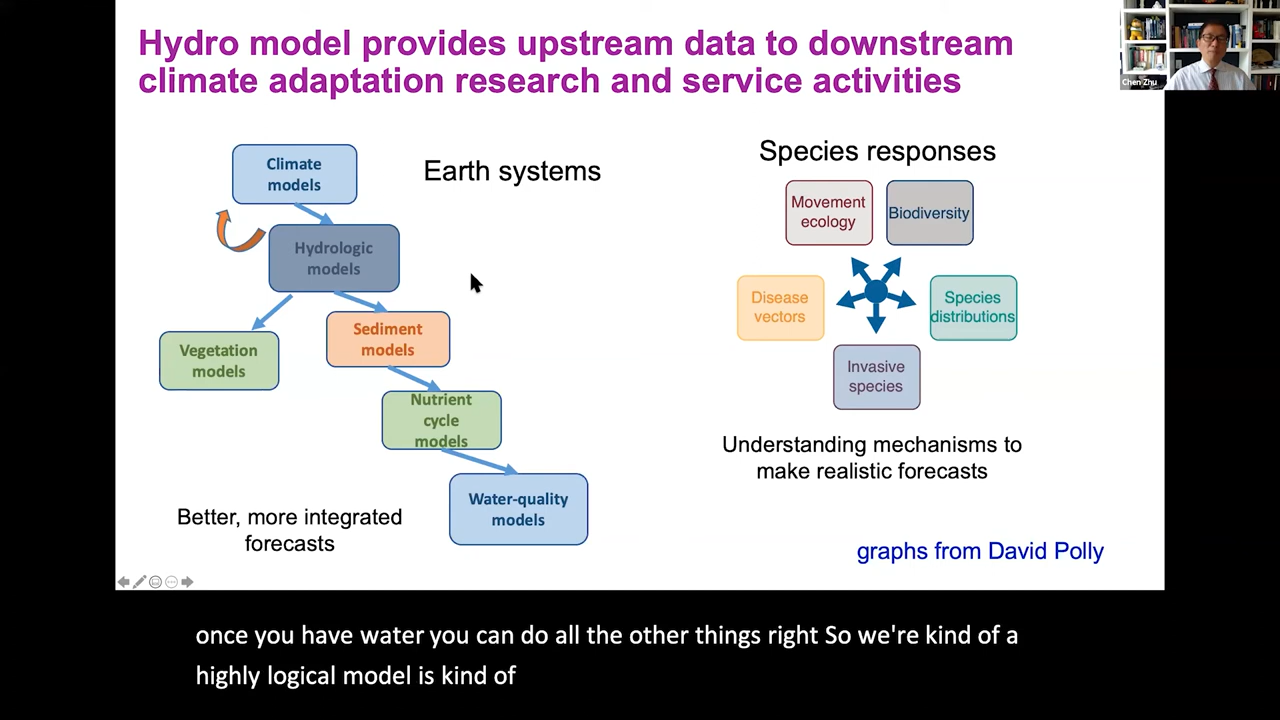 Hydro model provides upstream data to downstream
climate adaptation research and service activities
Chen Zhu
Climate
models
Earth systems
Hydrologic
models
Vegetation
models
Sediment
models
Nutrient
cycle
models
Water-quality
models
Better, more integrated
forecasts
Species responses
Movement
ecology
Biodiversity
Disease
vectors
Species
distributions
Invasive
species
Understanding mechanisms to
make realistic forecasts
graphs from David Polly
once you have water you can do all the other things right So we're kind of a
highly logical model is kind of